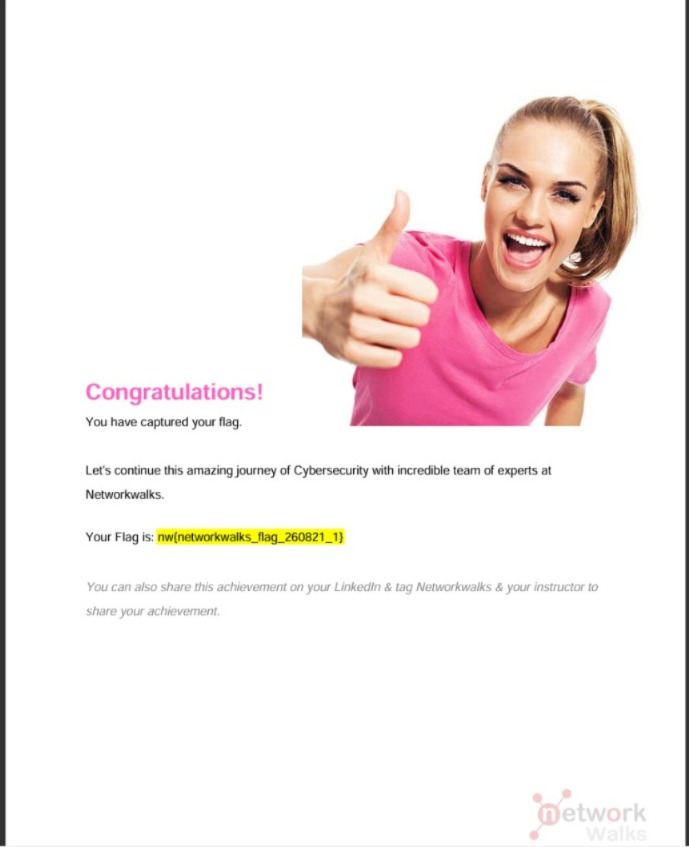 Congratulations!
You have captured your flag.
Let's continue this amazing journey of Cybersecurity with incredible team of experts at
Networkwalks.
Your Flag is: nw{networkwalks_flag_260821_1}
You can also share this achievement on your LinkedIn & tag Networkwalks & your instructor to
share your achievement.
network
Walks